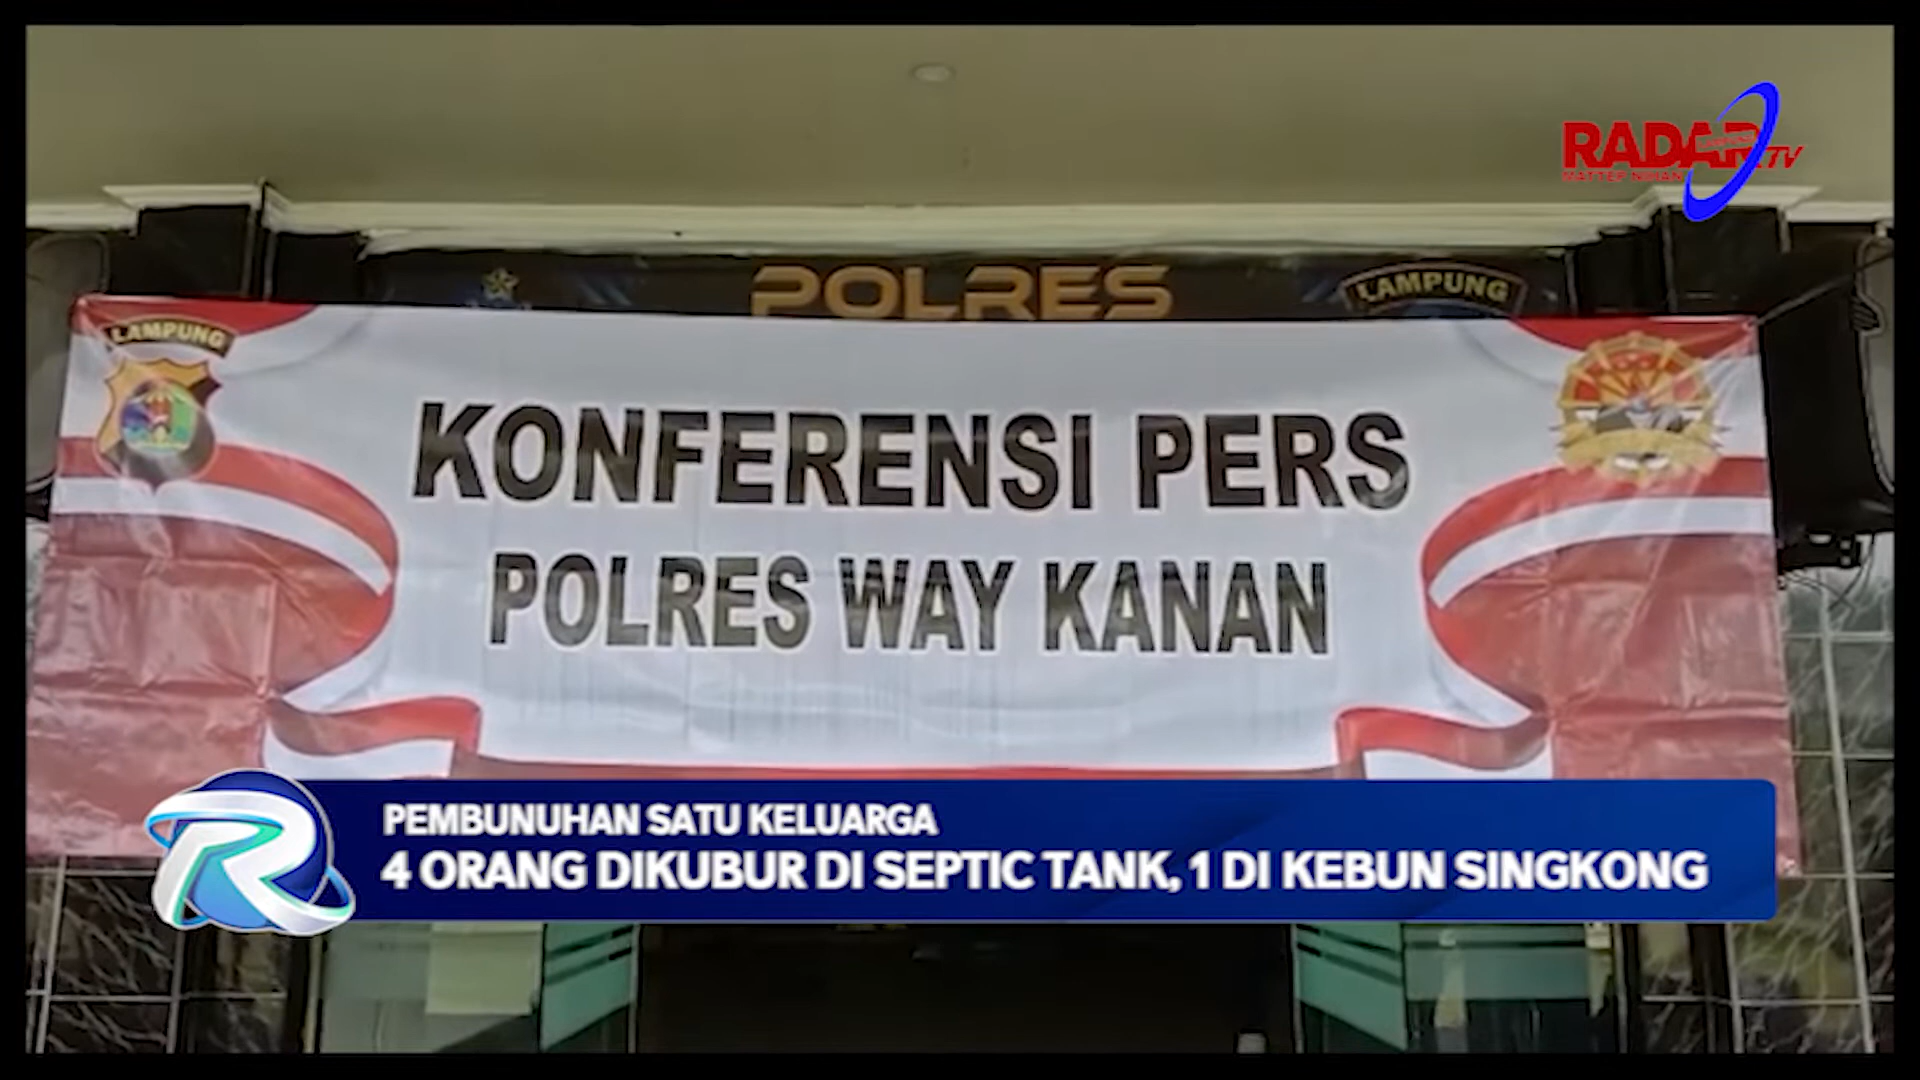 RADAR TV
POLRES
LAMPUNG
LAMPUNG
KONFERENSI PERS
POLRES WAY KANAN
PEMBUNUHAN SATU KELUARGA
4 ORANG DIKUBUR DI SEPTIC TANK, 1 DI KEBUN SINGKONG